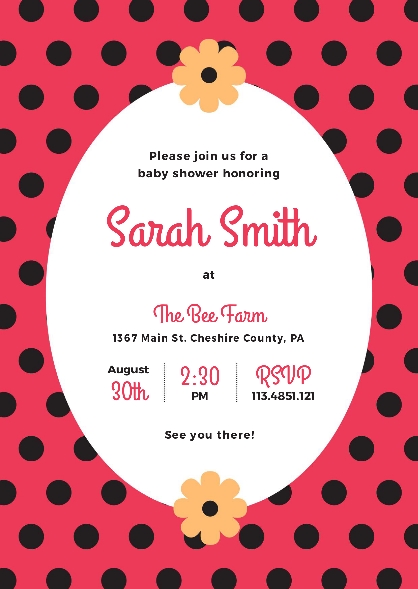 Please join us for a
baby shower honoring
Sarah Smith
at
The Bee Farm
1367 Main St. Cheshire County, PA
August
30th
2:30
PM
RSVP
113.4851.121
See you there!